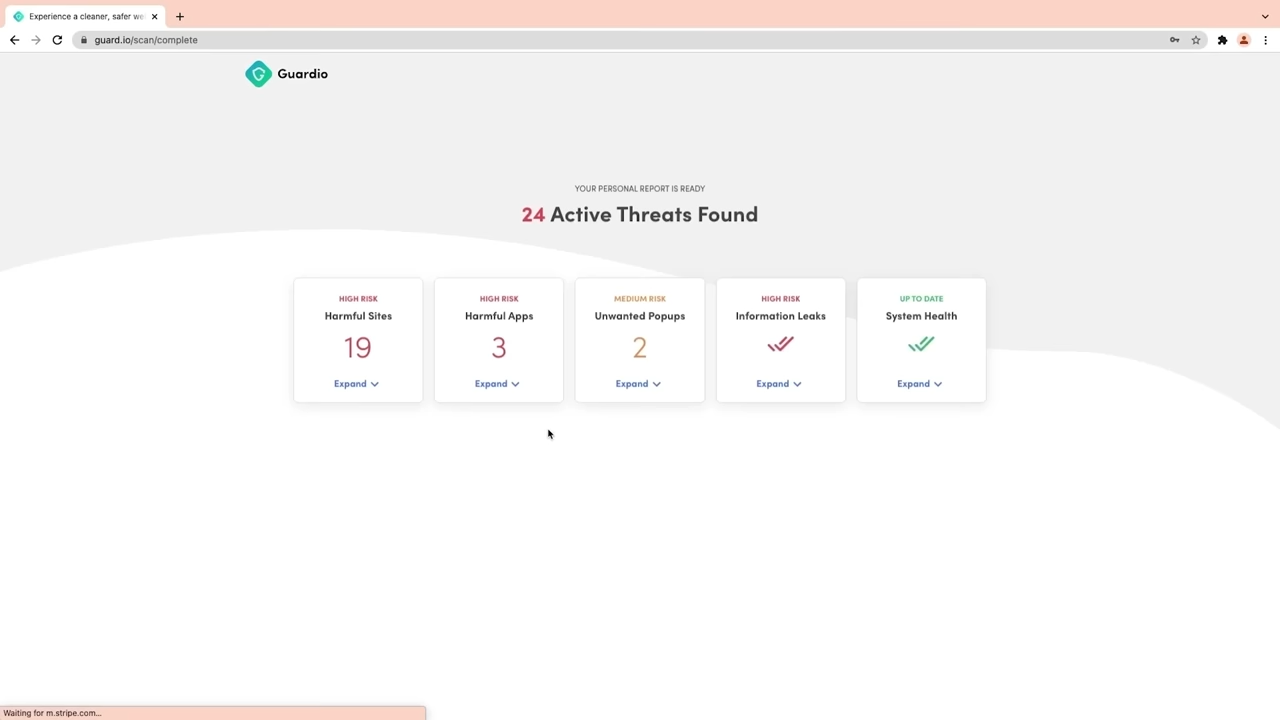 Experience a cleaner, safer we
guard.io/scan/complete
Guardio
YOUR PERSONAL REPORT IS READY
24 Active Threats Found
HIGH RISK
Harmful Sites
19
Expand
HIGH RISK
Harmful Apps
3
Expand
MEDIUM RISK
Unwanted Popups
2
Expand
HIGH RISK
Information Leaks
Expand
UP TO DATE
System Health
Expand
Waiting for m.stripe.com...